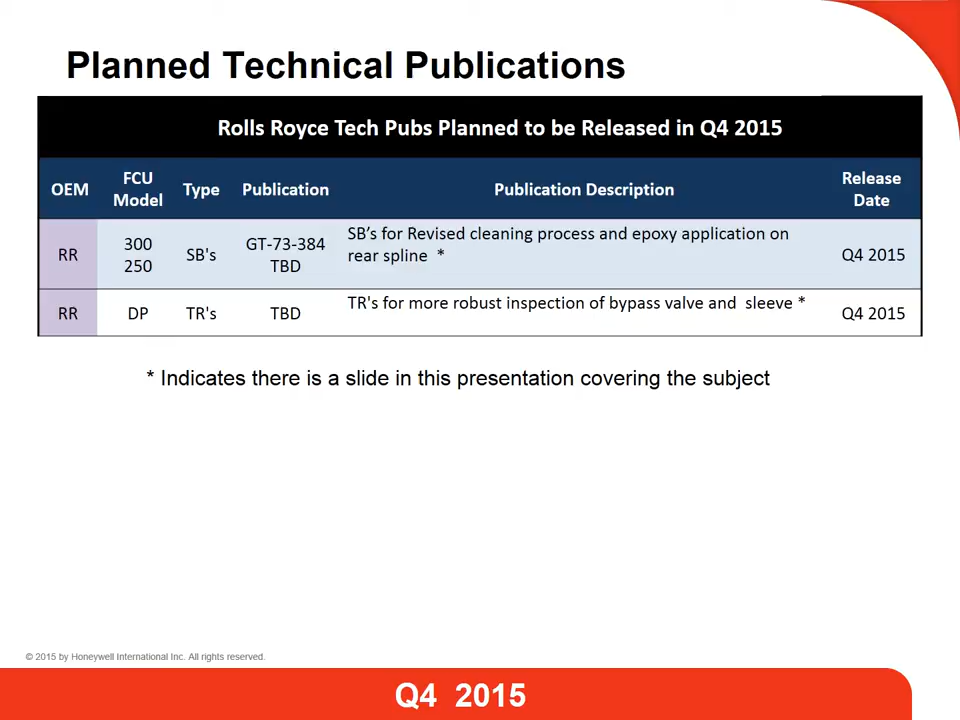 Planned Technical Publications
Rolls Royce Tech Pubs Planned to be Released in Q4 2015
OEM FCU Model Type Publication Publication Description Release Date
RR 300 250 SB's GT-73-384 TBD SB’s for Revised cleaning process and epoxy application on rear spline * Q4 2015
RR DP TR's TBD TR's for more robust inspection of bypass valve and sleeve * Q4 2015
* Indicates there is a slide in this presentation covering the subject
© 2015 by Honeywell International Inc. All rights reserved.
Q4 2015